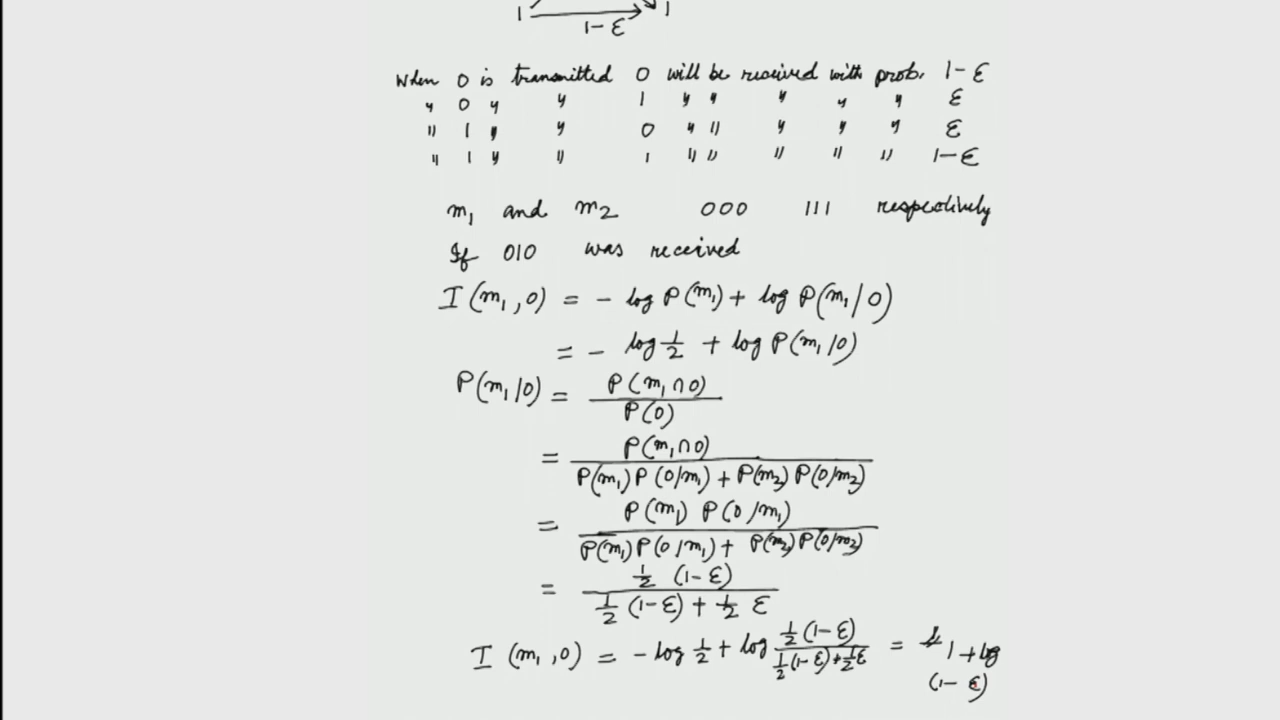 1 1
1-ε
When 0 is transmitted 0 will be received with prob. 1-ε
" 0 " " 1 " " " " " ε
" 1 " " 0 " " " " " ε
" 1 " " 1 " " " " " 1-ε
m₁ and m₂ 000 111 respectively
If 010 was received
I(m₁,0) = - log P(m₁) + log P(m₁/0)
= - log 1/2 + log P(m₁/0)
P(m₁/0) = P(m₁∩0) / P(0)
= P(m₁∩0) / P(m₁)P(0/m₁) + P(m₂)P(0/m₂)
= P(m₁) P(0/m₁) / P(m₁)P(0/m₁) + P(m₂)P(0/m₂)
= 1/2 (1-ε) / 1/2 (1-ε) + 1/2 ε
I(m₁,0) = - log 1/2 + log 1/2(1-ε) / 1/2(1-ε)+1/2ε = 1 + log
(1-ε)